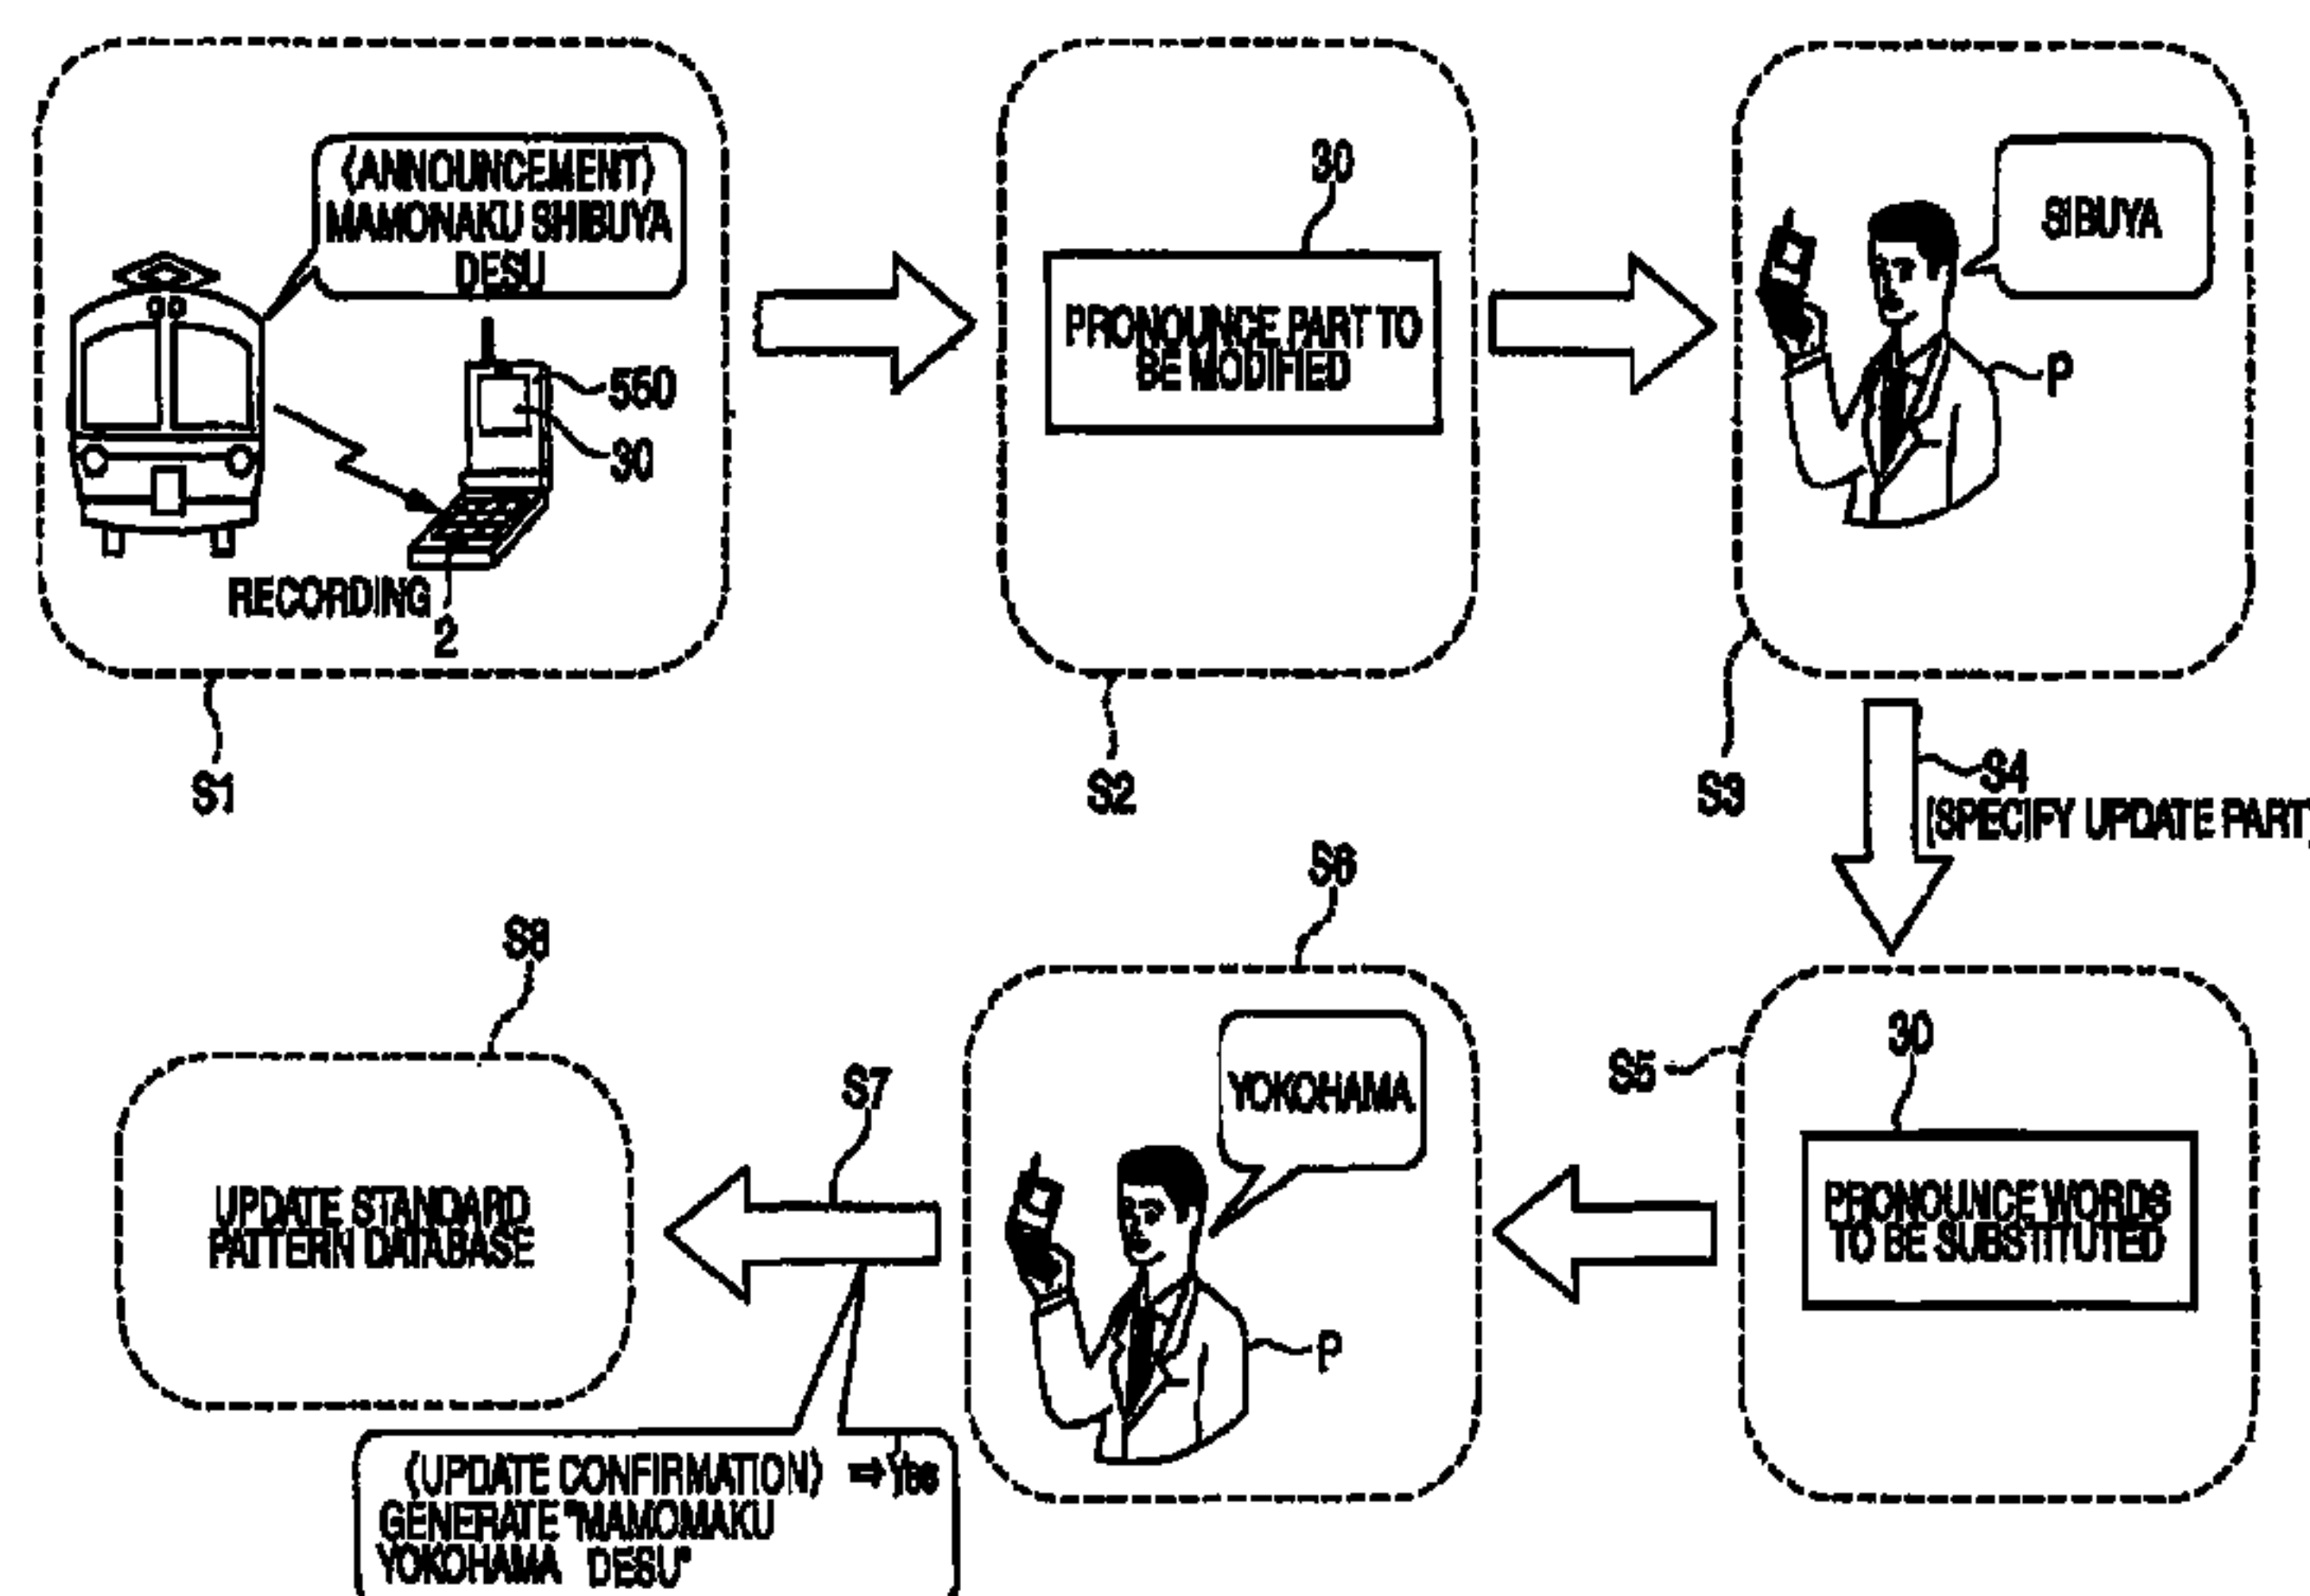 (ANNOUNCEMENT)
MAMONAKU SHIBUYA
DESU
550
30
RECORDING
2
S1
30
PRONOUNCE PART TO
BE MODIFIED
S2
SIBUYA
P
S3
S4
(SPECIFY UPDATE PART)
S5
30
PRONOUNCE WORDS
TO BE SUBSTITUTED
S6
YOKOHAMA
P
S7
(UPDATE CONFIRMATION) ⇒ Yes
GENERATE "MAMOMAKU
YOKOHAMA DESU"
S8
UPDATE STANDARD
PATTERN DATABASE